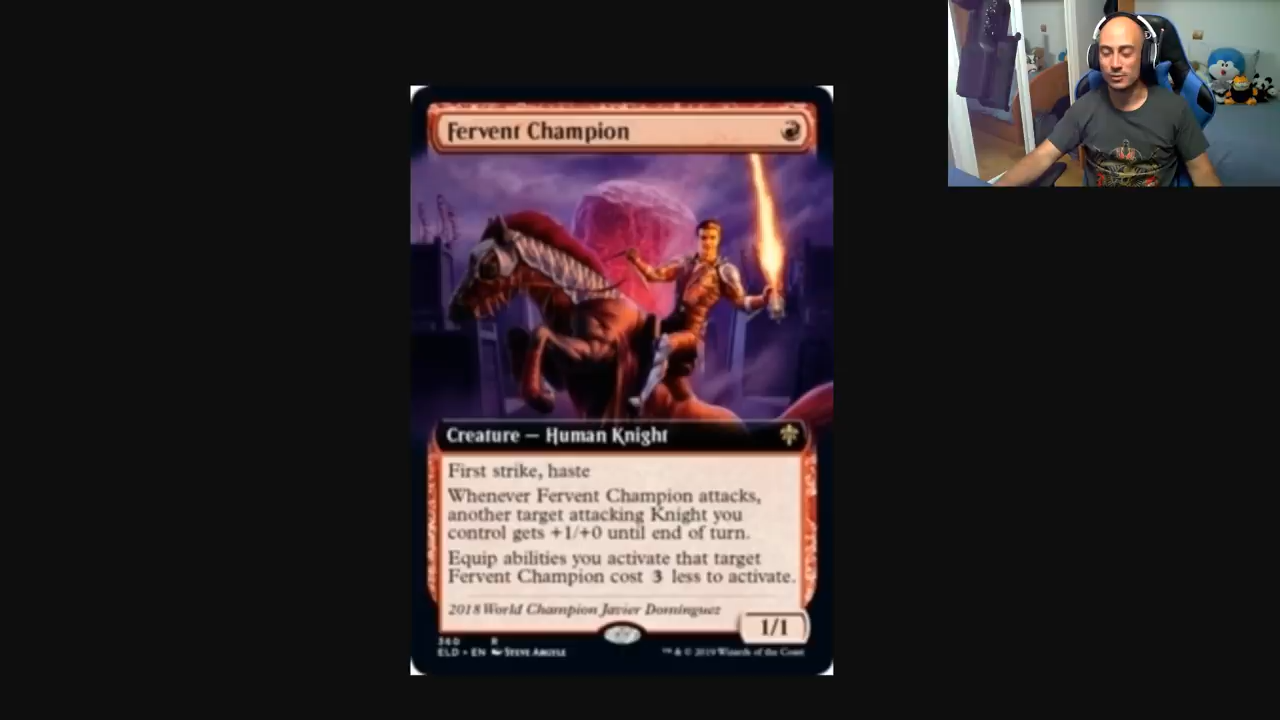 Fervent Champion
Creature — Human Knight
First strike, haste
Whenever Fervent Champion attacks,
another target attacking Knight you
control gets +1/+0 until end of turn.
Equip abilities you activate that target
Fervent Champion cost 3 less to activate.
2018 World Champion Javier Dominguez
1/1
360 R
ELD • EN Steve Argyle
™ & © 2019 Wizards of the Coast